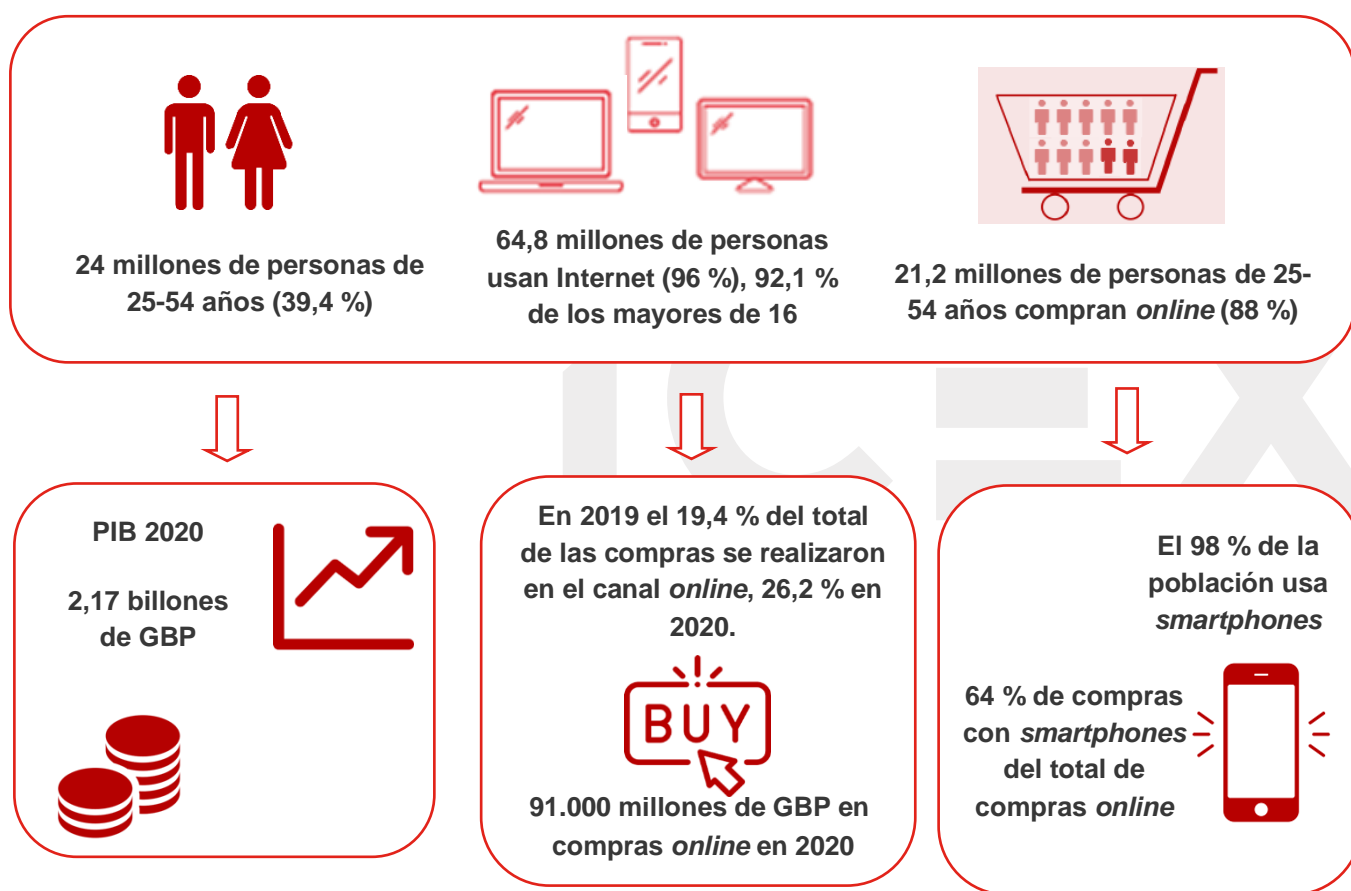 24 millones de personas de
25-54 años (39,4 %)
64,8 millones de personas
usan Internet (96 %), 92,1 %
de los mayores de 16
21,2 millones de personas de 25-
54 años compran online (88 %)
ICEX
PIB 2020
2,17 billones
de GBP
En 2019 el 19,4 % del total
de las compras se realizaron
en el canal online, 26,2 % en
2020.
BUY
91.000 millones de GBP en
compras online en 2020
El 98 % de la
población usa
smartphones
64 % de compras
con smartphones
del total de
compras online